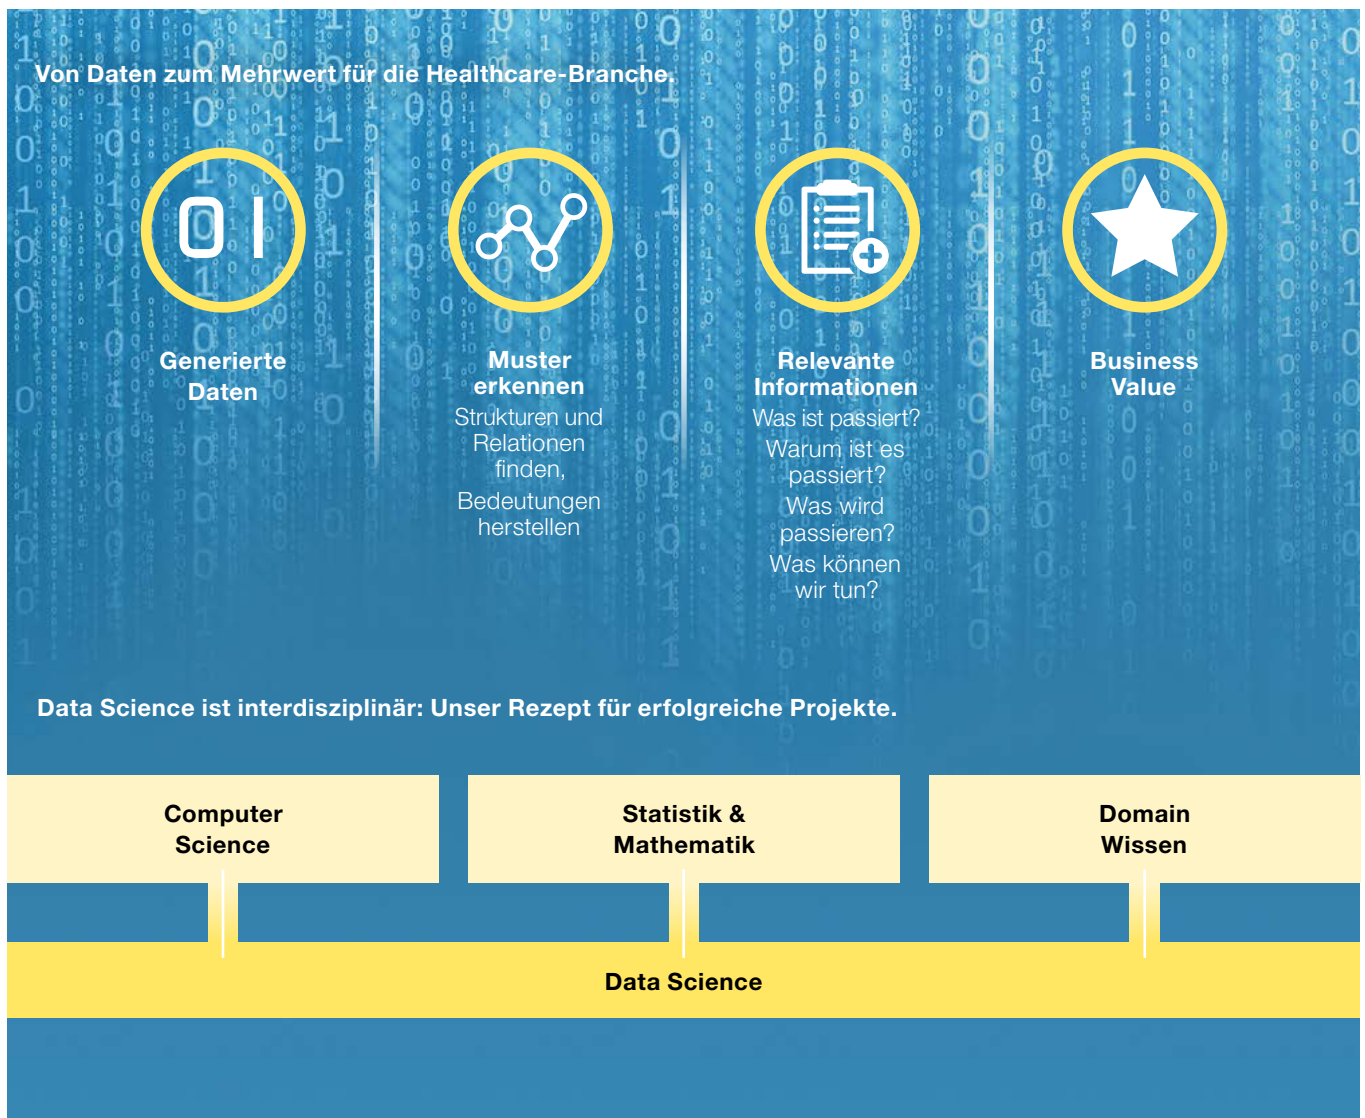 Von Daten zum Mehrwert für die Healthcare-Branche.
01
Generierte
Daten
Muster
erkennen
Strukturen und
Relationen
finden,
Bedeutungen
herstellen
Relevante
Informationen
Was ist passiert?
Warum ist es
passiert?
Was wird
passieren?
Was können
wir tun?
Business
Value
Data Science ist interdisziplinär: Unser Rezept für erfolgreiche Projekte.
Computer
Science
Statistik &
Mathematik
Domain
Wissen
Data Science